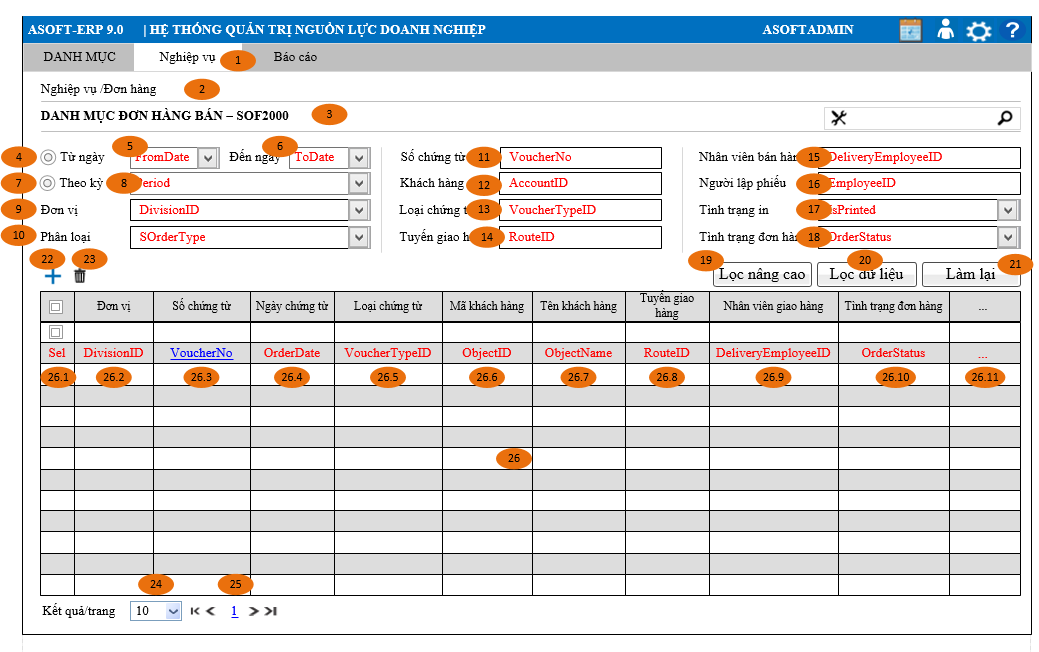 ASOFT-ERP 9.0 | HỆ THỐNG QUẢN TRỊ NGUỒN LỰC DOANH NGHIỆP ASOFTADMIN ?
DANH MỤC Nghiệp vụ 1 Báo cáo
Nghiệp vụ /Đơn hàng 2
DANH MỤC ĐƠN HÀNG BÁN – SOF2000 3
4 Từ ngày 5 FromDate Đến ngày 6 ToDate Số chứng từ 11 VoucherNo Nhân viên bán hàn 15 DeliveryEmployeeID
7 Theo kỳ 8 Period Khách hàng 12 AccountID Người lập phiếu 16 EmployeeID
9 Đơn vị DivisionID Loại chứng t 13 VoucherTypeID Tình trạng in 17 IsPrinted
10 Phân loại SOrderType Tuyến giao h 14 RouteID Tình trạng đơn hàn 18 OrderStatus
22 23 19 Lọc nâng cao 20 Lọc dữ liệu 21 Làm lại
Đơn vị Số chứng từ Ngày chứng từ Loại chứng từ Mã khách hàng Tên khách hàng Tuyến giao hàng Nhân viên giao hàng Tình trạng đơn hàng ...
Sel DivisionID VoucherNo OrderDate VoucherTypeID ObjectID ObjectName RouteID DeliveryEmployeeID OrderStatus ...
26.1 26.2 26.3 26.4 26.5 26.6 26.7 26.8 26.9 26.10 26.11
26
24 25
Kết quả/trang 10 1